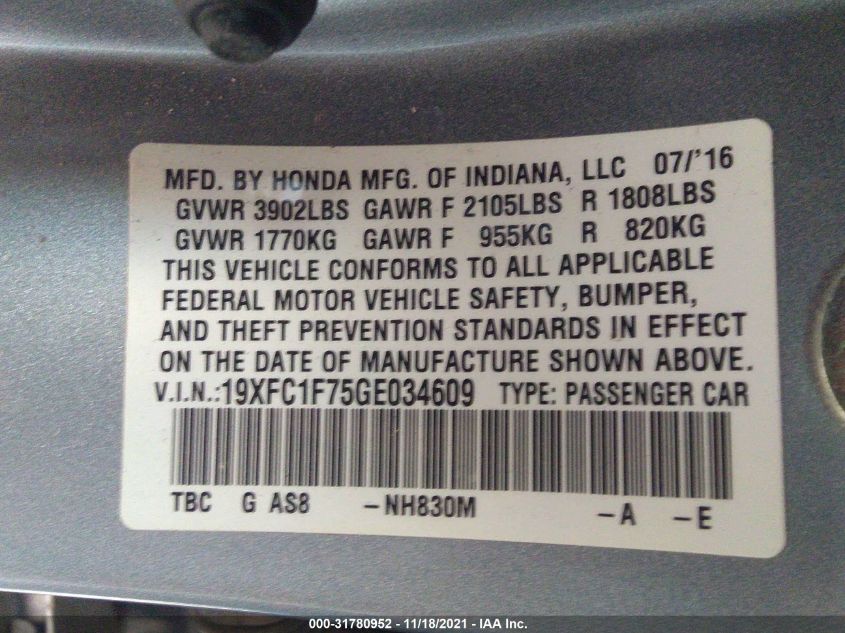 MFD. BY HONDA MFG. OF INDIANA, LLC 07/'16
GVWR 3902LBS GAWR F 2105LBS R 1808LBS
GVWR 1770KG GAWR F 955KG R 820KG
THIS VEHICLE CONFORMS TO ALL APPLICABLE
FEDERAL MOTOR VEHICLE SAFETY, BUMPER,
AND THEFT PREVENTION STANDARDS IN EFFECT
ON THE DATE OF MANUFACTURE SHOWN ABOVE.
V.I.N.:19XFC1F75GE034609 TYPE: PASSENGER CAR
TBC G AS8 –NH830M –A –E
000-31780952 - 11/18/2021 - IAA Inc.